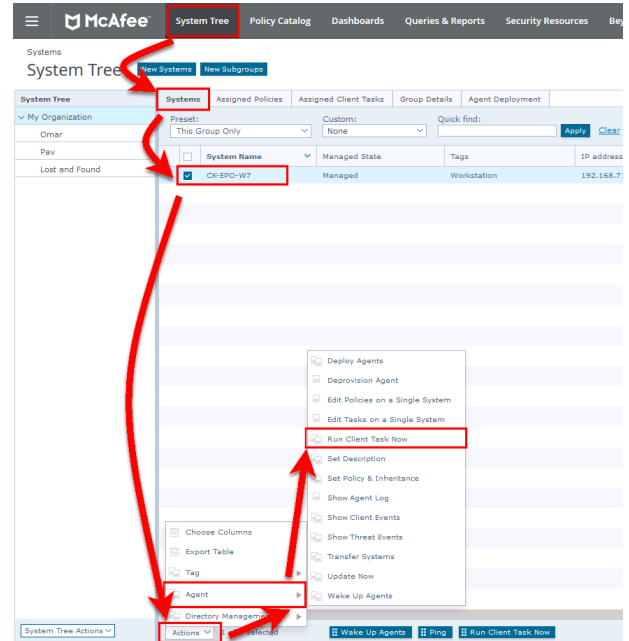 McAfee System Tree Policy Catalog Dashboards Queries & Reports Security Resources
Systems
System Tree New Systems New Subgroups
System Tree
My Organization
Omar
Pav
Lost and Found
Systems Assigned Policies Assigned Client Tasks Group Details Agent Deployment
Preset: Custom: Quick find:
This Group Only None Apply Clear
System Name Managed State Tags IP address
CK-EPO-W7 Managed Workstation 192.168.7
Deploy Agents
Deprovision Agent
Edit Policies on a Single System
Edit Tasks on a Single System
Run Client Task Now
Set Description
Set Policy & Inheritance
Show Agent Log
Show Client Events
Show Threat Events
Transfer Systems
Update Now
Wake Up Agents
Choose Columns
Export Table
Tag
Agent
Directory Management
System Tree Actions Actions selected Wake Up Agents Ping Run Client Task Now